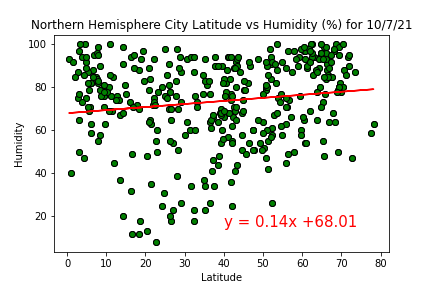 Northern Hemisphere City Latitude vs Humidity (%) for 10/7/21
100
80
60
40
20
Humidity
y = 0.14x +68.01
0 10 20 30 40 50 60 70 80
Latitude